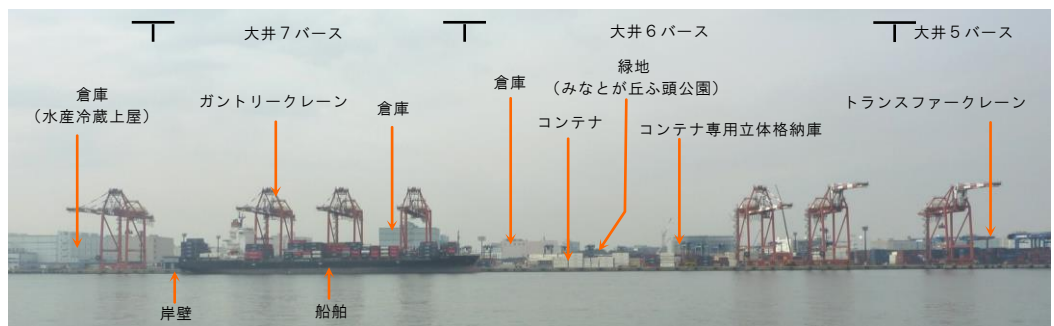 大井７バース
大井６バース
大井５バース
倉庫
（水産冷蔵上屋）
ガントリークレーン
倉庫
倉庫
コンテナ
緑地
（みなとが丘ふ頭公園）
コンテナ専用立体格納庫
トランスファークレーン
岸壁
船舶